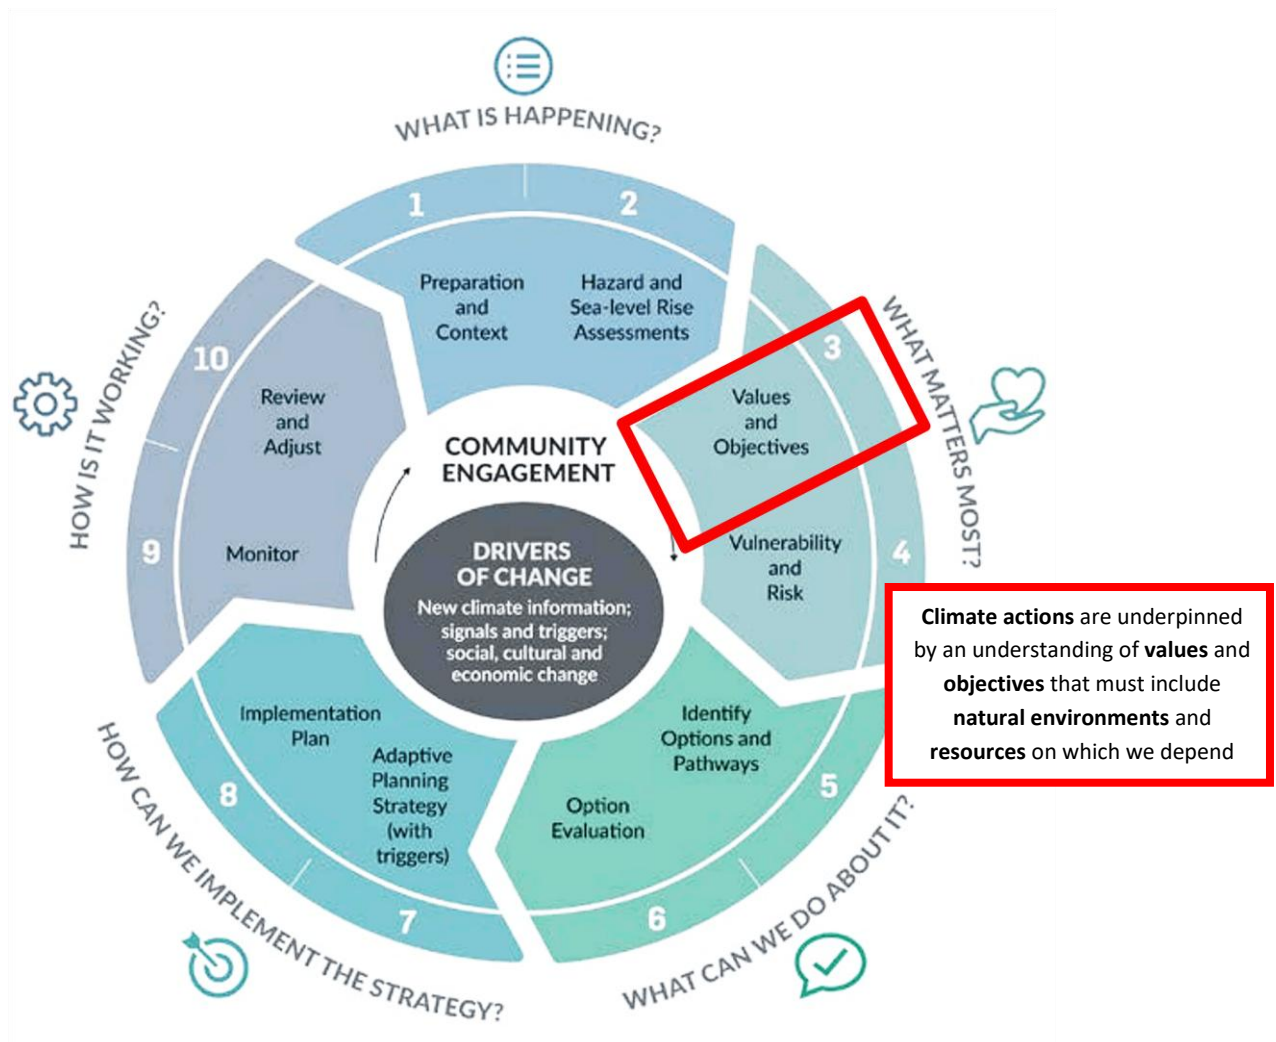 WHAT IS HAPPENING?
1
2
Preparation
and
Context
Hazard and
Sea-level Rise
Assessments
WHAT MATTERS MOST?
3
Values
and
Objectives
4
Vulnerability
and
Risk
Climate actions are underpinned
by an understanding of values and
objectives that must include
natural environments and
resources on which we depend
WHAT CAN WE DO ABOUT IT?
5
Identify
Options and
Pathways
6
Option
Evaluation
HOW CAN WE IMPLEMENT THE STRATEGY?
7
Adaptive
Planning
Strategy
(with
triggers)
8
Implementation
Plan
HOW IS IT WORKING?
9
Monitor
10
Review
and
Adjust
COMMUNITY
ENGAGEMENT
DRIVERS
OF CHANGE
New climate information;
signals and triggers;
social, cultural and
economic change